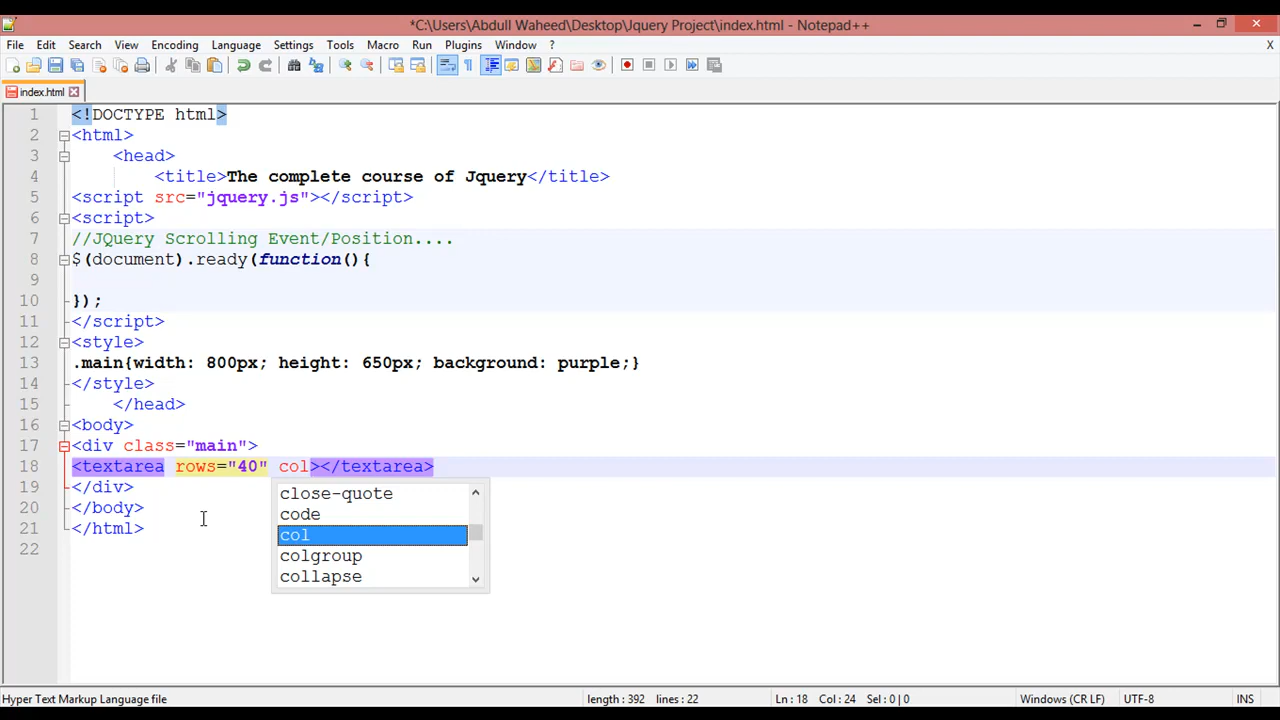 *C:\Users\Abdull Waheed\Desktop\Jquery Project\index.html - Notepad++
File Edit Search View Encoding Language Settings Tools Macro Run Plugins Window ? X
index.html
1 <!DOCTYPE html>
2 <html>
3 <head>
4 <title>The complete course of Jquery</title>
5 <script src="jquery.js"></script>
6 <script>
7 //JQuery Scrolling Event/Position....
8 $(document).ready(function(){
9
10 });
11 </script>
12 <style>
13 .main{width: 800px; height: 650px; background: purple;}
14 </style>
15 </head>
16 <body>
17 <div class="main">
18 <textarea rows="40" col></textarea>
19 </div>
20 </body>
21 </html>
22
close-quote
code
col
colgroup
collapse
Hyper Text Markup Language file length : 392 lines : 22 Ln : 18 Col : 24 Sel : 0 | 0 Windows (CR LF) UTF-8 INS